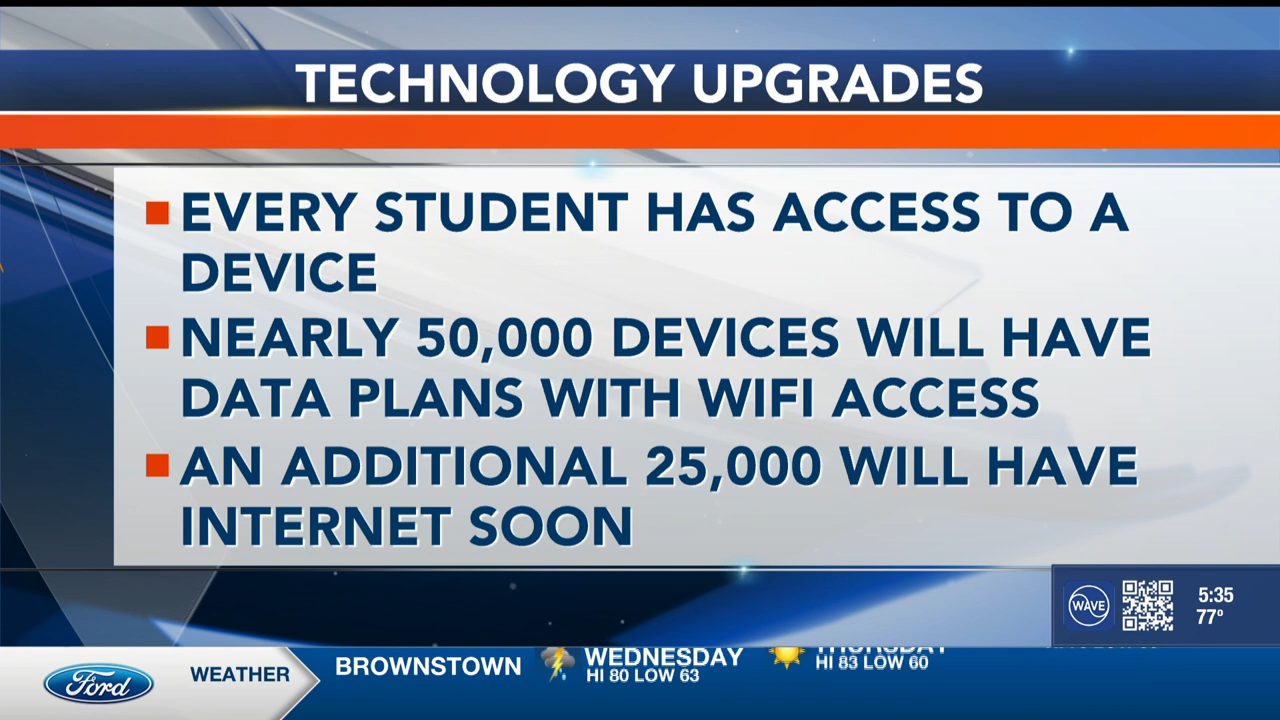 TECHNOLOGY UPGRADES
EVERY STUDENT HAS ACCESS TO A
DEVICE
NEARLY 50,000 DEVICES WILL HAVE
DATA PLANS WITH WIFI ACCESS
AN ADDITIONAL 25,000 WILL HAVE
INTERNET SOON
WAVE
5:35
77°
Ford
WEATHER
BROWNSTOWN
WEDNESDAY
HI 80 LOW 63
THURSDAY
HI 83 LOW 60